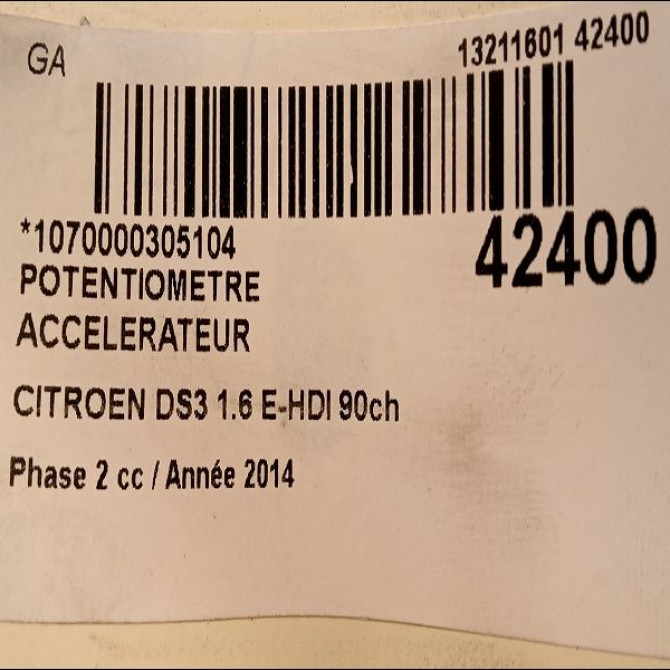 GA
13211601 42400
*1070000305104
42400
POTENTIOMETRE
ACCELERATEUR
CITROEN DS3 1.6 E-HDI 90ch
Phase 2 cc / Année 2014